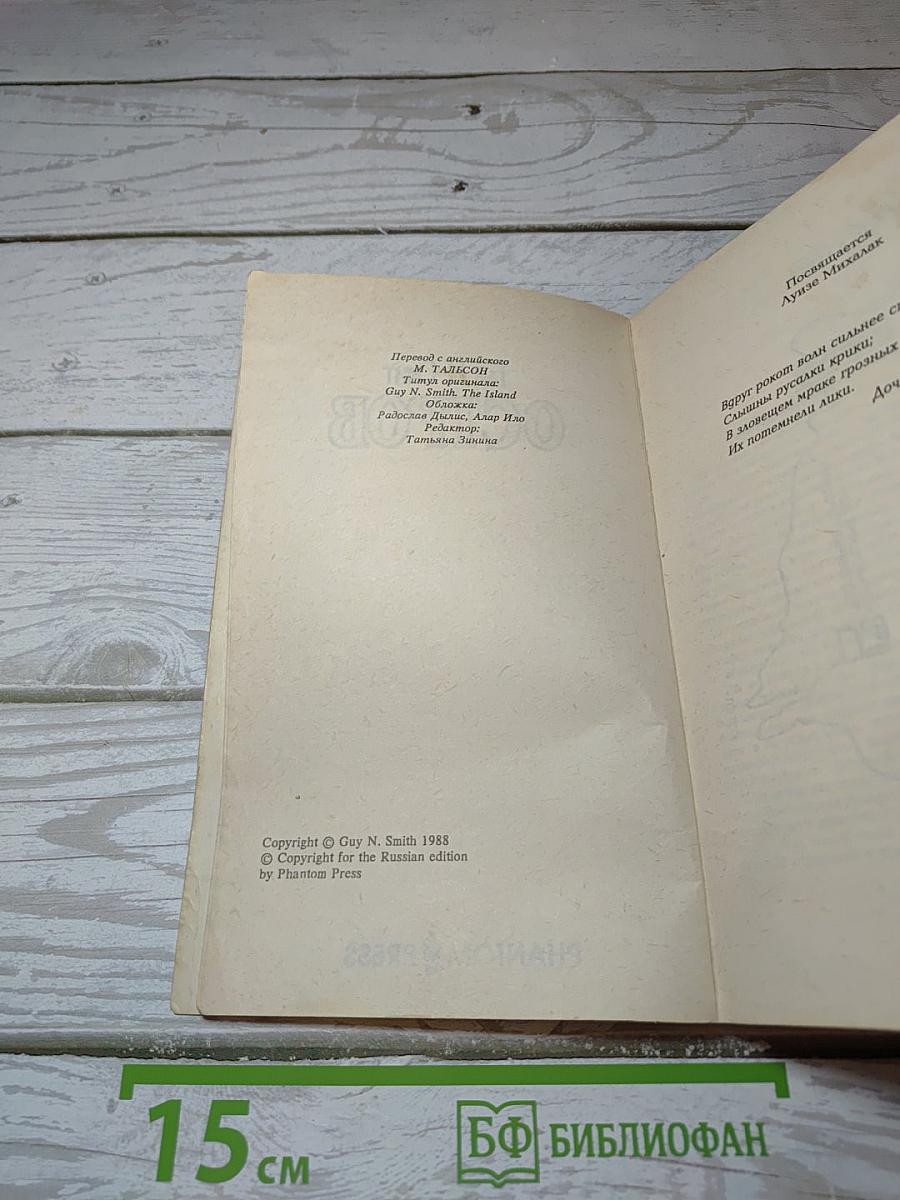 Перевод с английского
М. ТАЛЬСОН
Титул оригинала:
Guy N. Smith. The Island
Обложка:
Радослав Дылис, Алар Ило
Редактор:
Татьяна Зинина
Copyright © Guy N. Smith 1988
© Copyright for the Russian edition
by Phantom Press
PHANTOM PRESS
Посвящается
Луизе Михалак
Вдруг рокот волн сильнее
Слышны русалки крики;
В зловещем мраке грозных
Их потемнели лики.
15 см
БФ БИБЛИОФАН